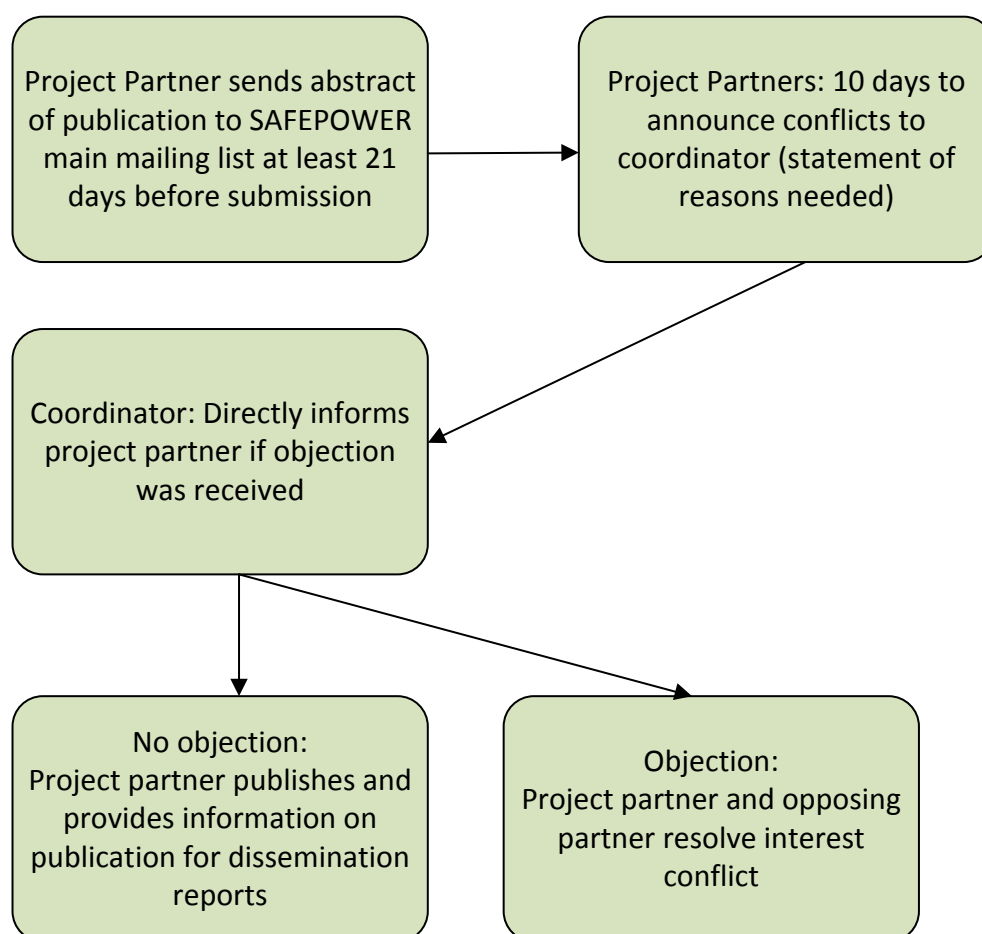 Project Partner sends abstract
of publication to SAFEPOWER
main mailing list at least 21
days before submission
Project Partners: 10 days to
announce conflicts to
coordinator (statement of
reasons needed)
Coordinator: Directly informs
project partner if objection
was received
No objection:
Project partner publishes and
provides information on
publication for dissemination
reports
Objection:
Project partner and opposing
partner resolve interest
conflict